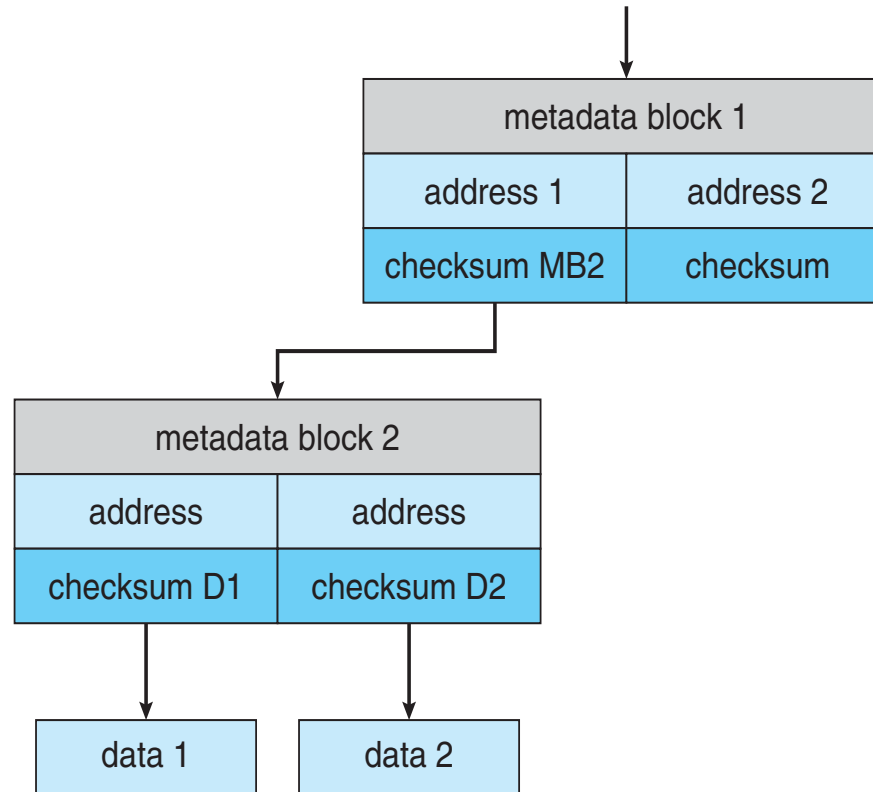 metadata block 1
address 1 address 2
checksum MB2 checksum
metadata block 2
address address
checksum D1 checksum D2
data 1 data 2